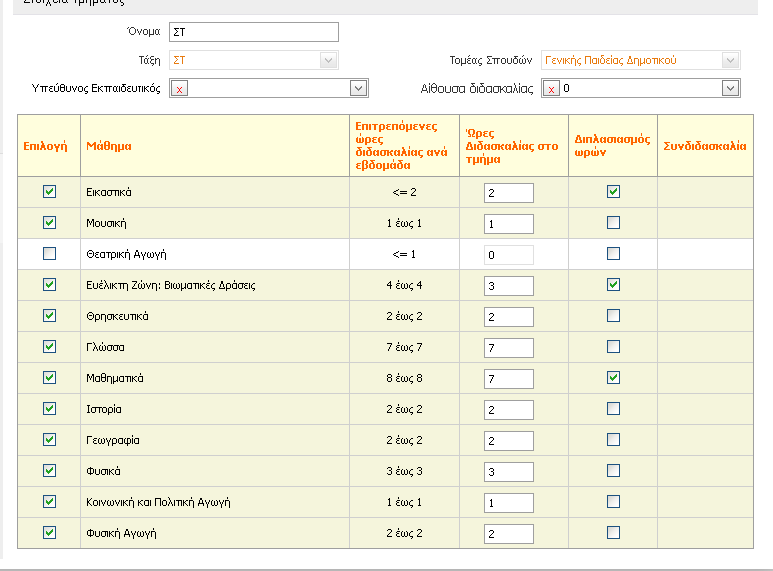 Στοιχεία Τμήματος
Όνομα ΣΤ
Τάξη ΣΤ Τομέας Σπουδών Γενικής Παιδείας Δημοτικού
Υπεύθυνος Εκπαιδευτικός x Αίθουσα διδασκαλίας x 0
Επιλογή Μάθημα Επιτρεπόμενες ώρες διδασκαλίας ανά εβδομάδα Ώρες Διδασκαλίας στο τμήμα Διπλασιασμός ωρών Συνδιδασκαλία
Εικαστικά <= 2 2
Μουσική 1 έως 1 1
Θεατρική Αγωγή <= 1 0
Ευέλικτη Ζώνη: Βιωματικές Δράσεις 4 έως 4 3
Θρησκευτικά 2 έως 2 2
Γλώσσα 7 έως 7 7
Μαθηματικά 8 έως 8 7
Ιστορία 2 έως 2 2
Γεωγραφία 2 έως 2 2
Φυσικά 3 έως 3 3
Κοινωνική και Πολιτική Αγωγή 1 έως 1 1
Φυσική Αγωγή 2 έως 2 2